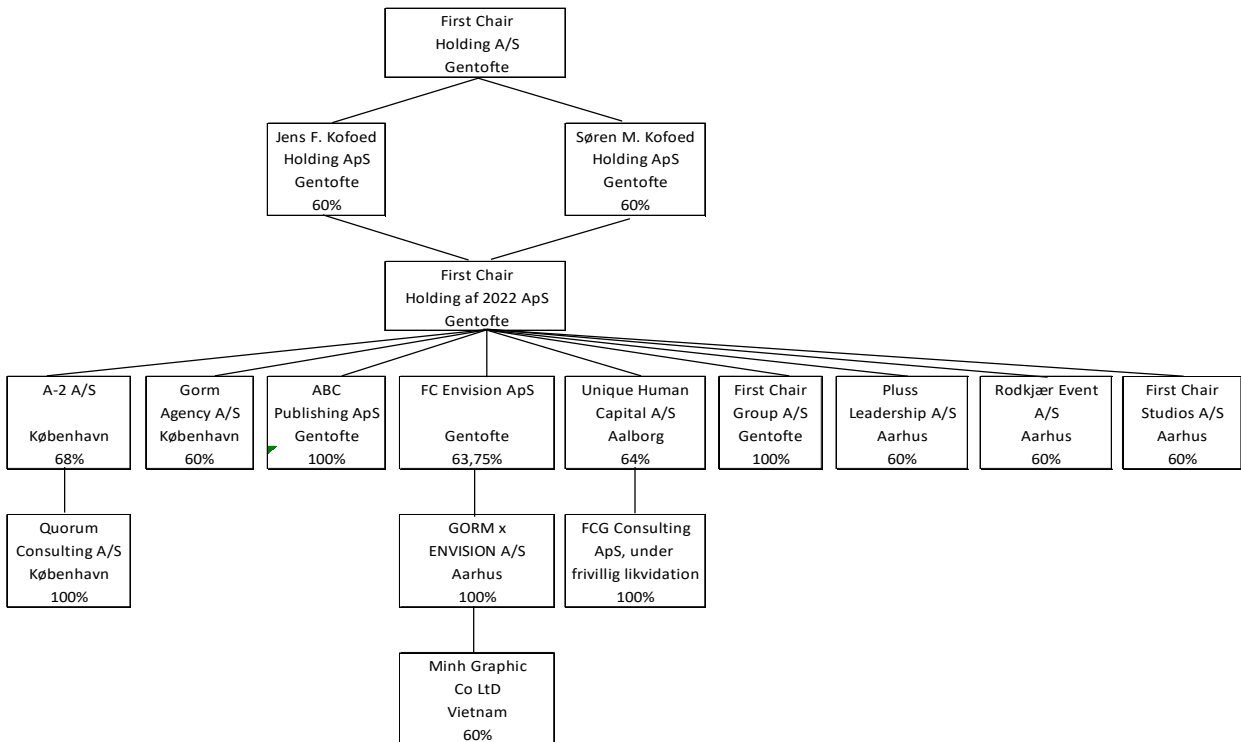 First Chair
Holding A/S
Gentofte
Jens F. Kofoed
Holding ApS
Gentofte
60%
Søren M. Kofoed
Holding ApS
Gentofte
60%
First Chair
Holding af 2022 ApS
Gentofte
A-2 A/S
København
68%
Gorm
Agency A/S
København
60%
ABC
Publishing ApS
Gentofte
100%
FC Envision ApS
Gentofte
63,75%
Unique Human
Capital A/S
Aalborg
64%
First Chair
Group A/S
Gentofte
100%
Pluss
Leadership A/S
Aarhus
60%
Rodkjær Event
A/S
Aarhus
60%
First Chair
Studios A/S
Aarhus
60%
Quorum
Consulting A/S
København
100%
GORM x
ENVISION A/S
Aarhus
100%
FCG Consulting
ApS, under
frivillig likvidation
100%
Minh Graphic
Co LtD
Vietnam
60%